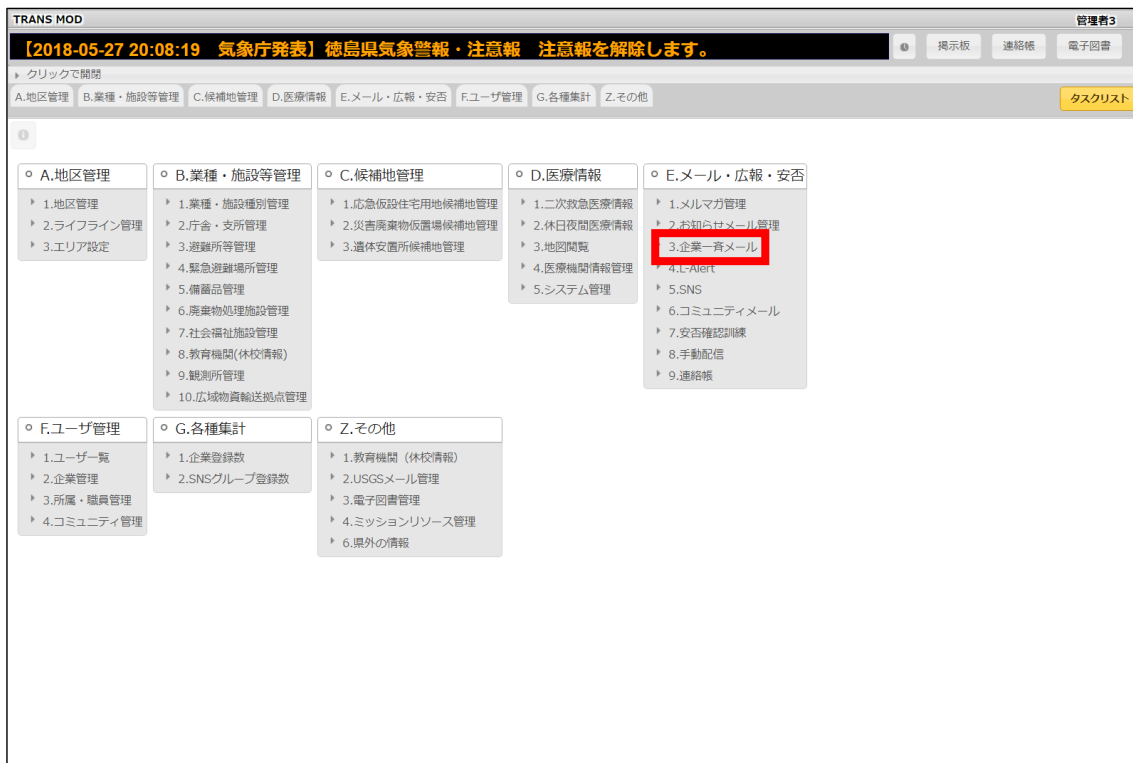 TRANS MOD
管理者3
【2018-05-27 20:08:19 気象庁発表】徳島県気象警報・注意報 注意報を解除します。
掲示板 連絡帳 電子図書
クリックで開閉
A.地区管理 B.業種・施設等管理 C.候補地管理 D.医療情報 E.メール・広報・安否 F.ユーザ管理 G.各種集計 Z.その他
タスクリスト
A.地区管理
1.地区管理
2.ライフライン管理
3.エリア設定
B.業種・施設等管理
1.業種・施設種別管理
2.庁舎・支所管理
3.避難所等管理
4.緊急避難場所管理
5.備蓄品管理
6.廃棄物処理施設管理
7.社会福祉施設管理
8.教育機関(休校情報)
9.観測所管理
10.広域物資輸送拠点管理
C.候補地管理
1.応急仮設住宅用地候補地管理
2.災害廃棄物仮置場候補地管理
3.遺体安置所候補地管理
D.医療情報
1.二次救急医療情報
2.休日夜間医療情報
3.地図閲覧
4.医療機関情報管理
5.システム管理
E.メール・広報・安否
1.メルマガ管理
2.お知らせメール管理
3.企業一斉メール
4.L-Alert
5.SNS
6.コミュニティメール
7.安否確認訓練
8.手動配信
9.連絡帳
F.ユーザ管理
1.ユーザ一覧
2.企業管理
3.所属・職員管理
4.コミュニティ管理
G.各種集計
1.企業登録数
2.SNSグループ登録数
Z.その他
1.教育機関（休校情報）
2.USGSメール管理
3.電子図書管理
4.ミッションリソース管理
6.県外の情報